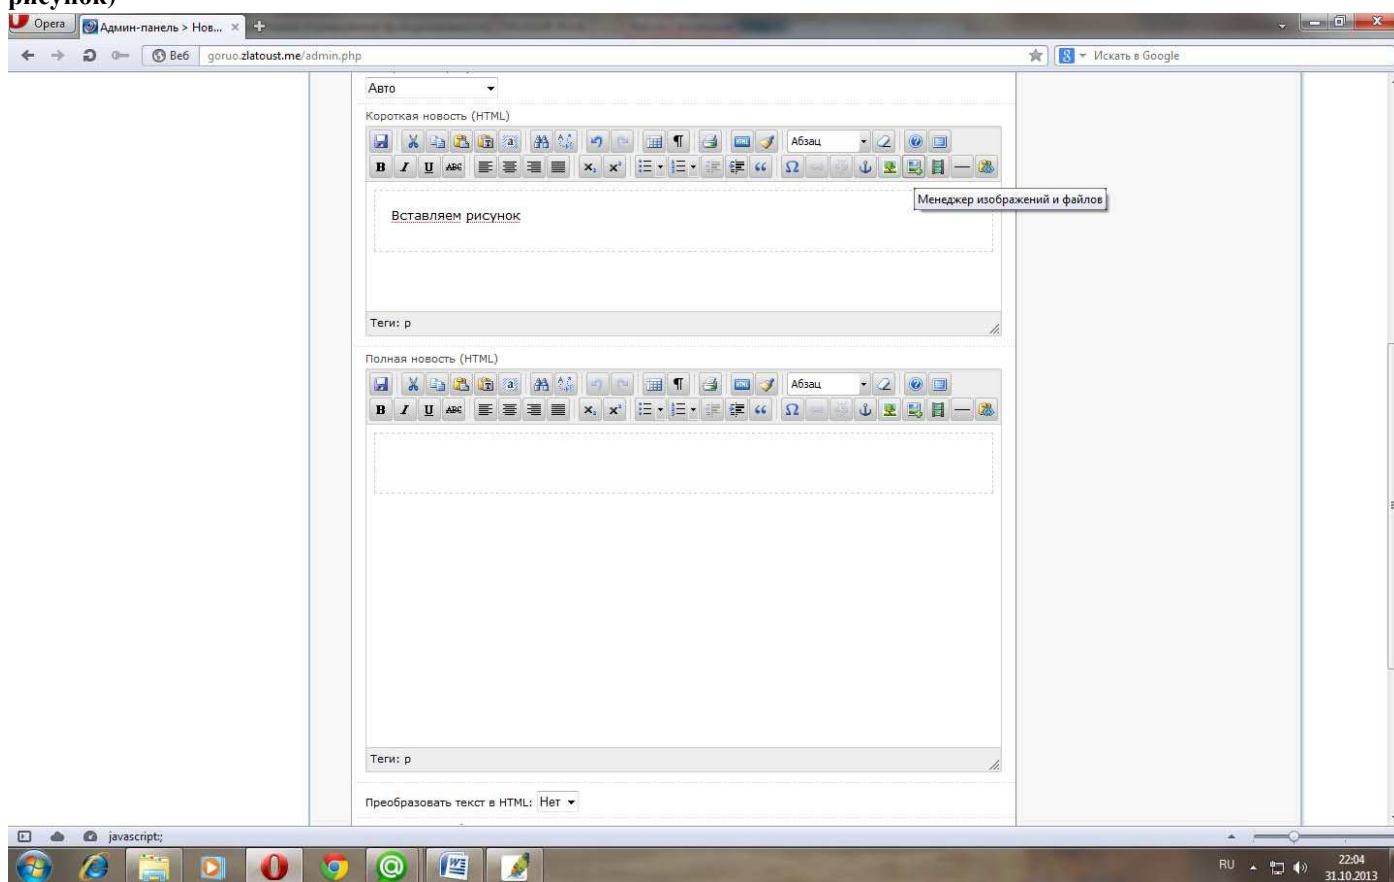 рисунок)
Opera
Админ-панель > Нов...
Веб
goruo.zlatoust.me/admin.php
Искать в Google
Авто
Короткая новость (HTML)
Абзац
B I U ABC
Вставляем рисунок
Менеджер изображений и файлов
Теги: p
Полная новость (HTML)
Абзац
B I U ABC
Теги: p
Преобразовать текст в HTML: Нет
javascript:;
RU
22:04
31.10.2013